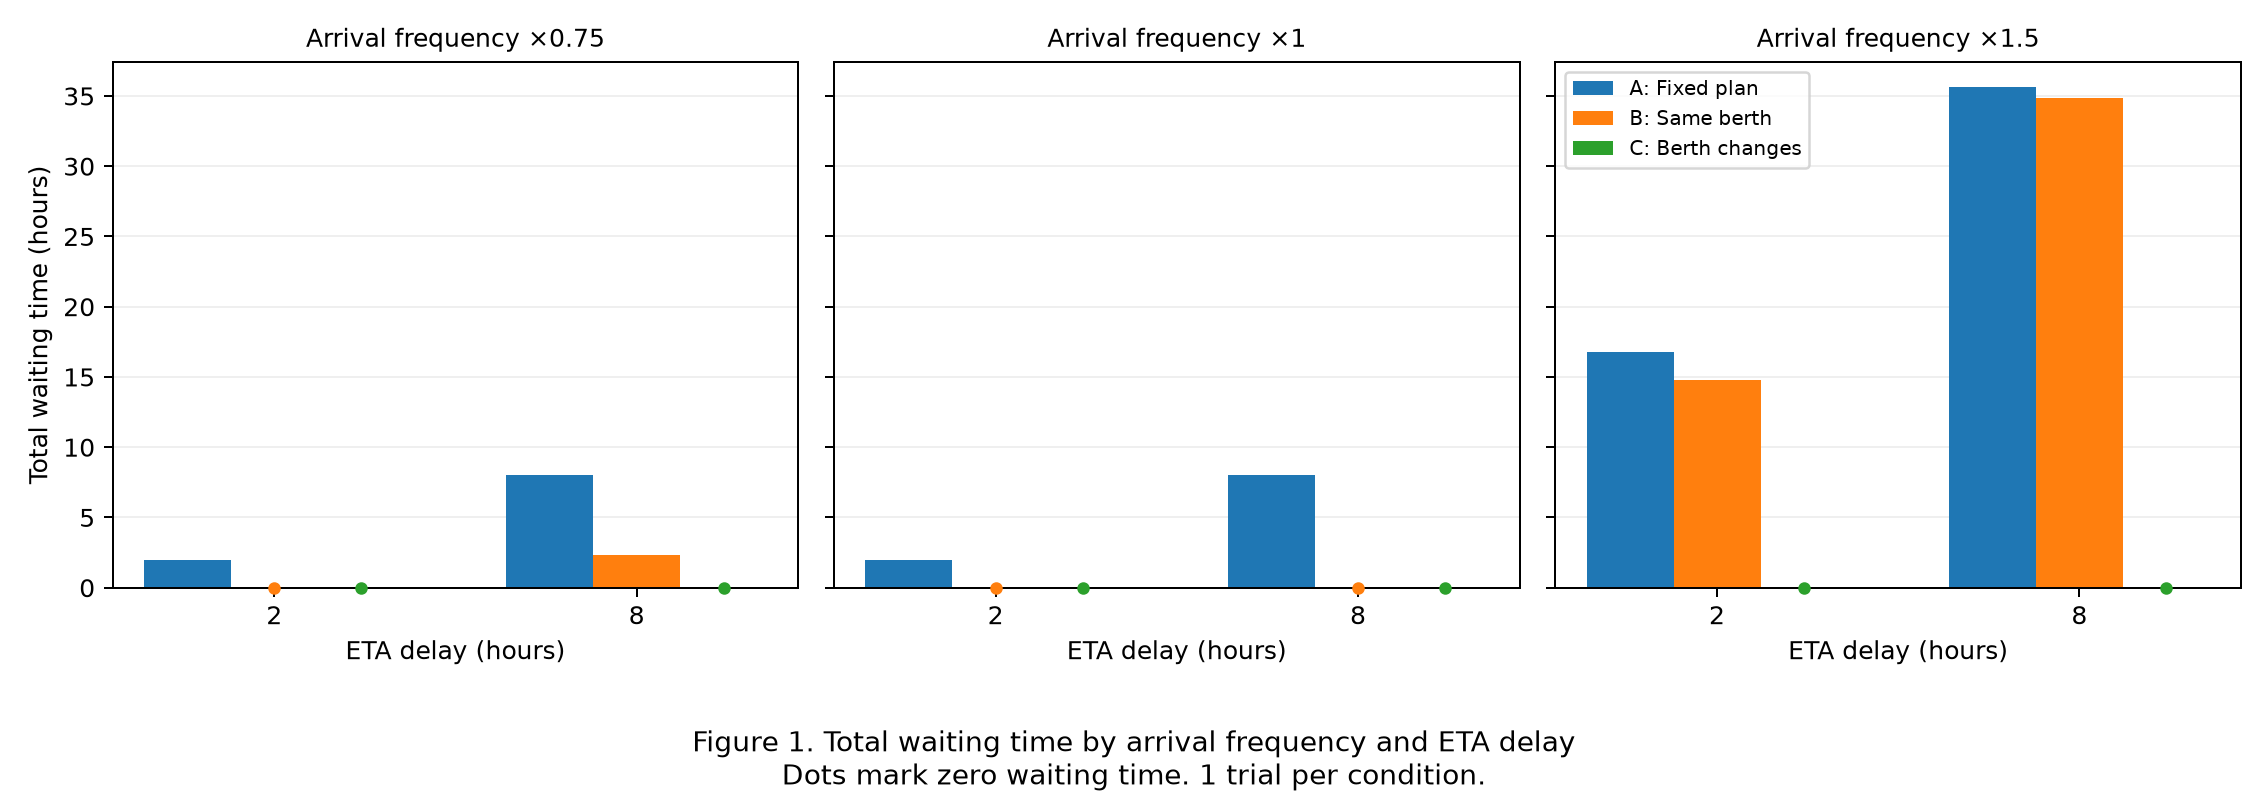 Arrival frequency ×0.75
Arrival frequency ×1
Arrival frequency ×1.5
Total waiting time (hours)
35
30
25
20
15
10
5
0
A: Fixed plan
B: Same berth
C: Berth changes
2
8
2
8
2
8
ETA delay (hours)
ETA delay (hours)
ETA delay (hours)
Figure 1. Total waiting time by arrival frequency and ETA delay
Dots mark zero waiting time. 1 trial per condition.